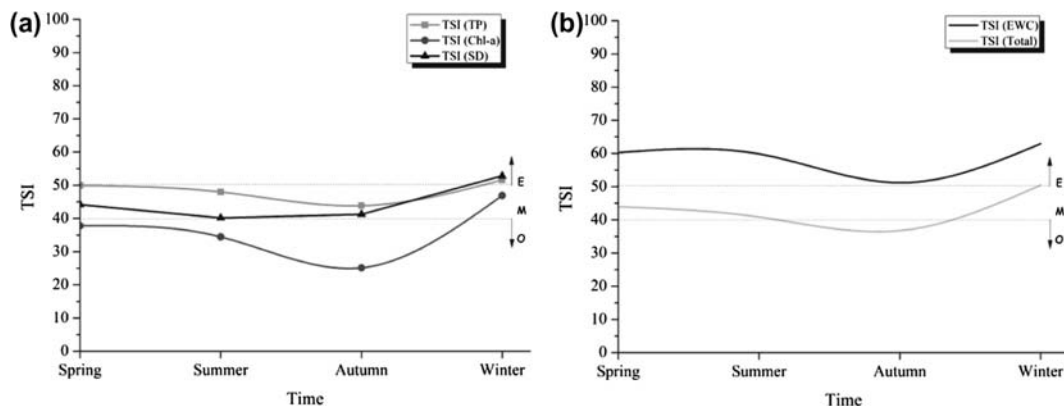 (a)
TSI (TP)
TSI (Chl-a)
TSI (SD)
100
90
80
70
60
50
40
30
20
10
0
TSI
E
M
O
Spring Summer Autumn Winter
Time
(b)
TSI (EWC)
TSI (Total)
100
90
80
70
60
50
40
30
20
10
0
TSI
E
M
O
Spring Summer Autumn Winter
Time